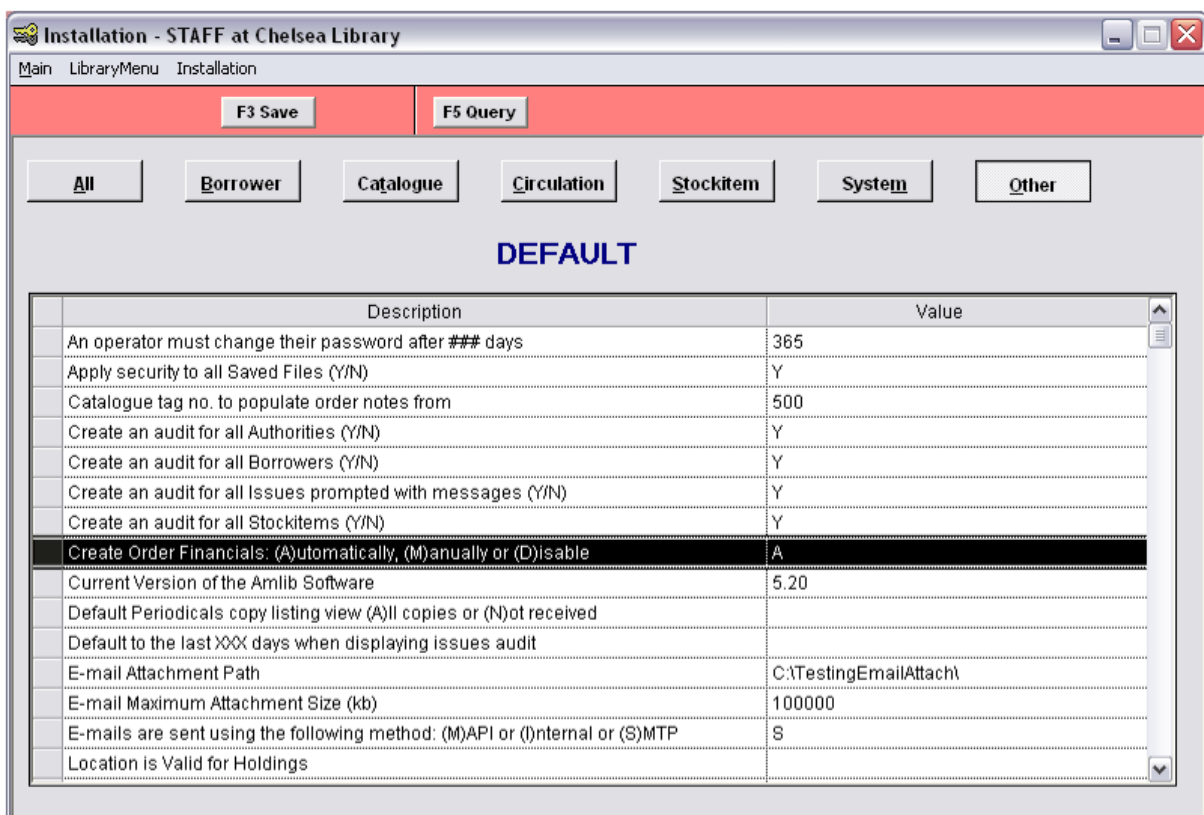 Installation - STAFF at Chelsea Library
Main LibraryMenu Installation
F3 Save F5 Query
All Borrower Catalogue Circulation Stockitem System Other
DEFAULT
Description Value
An operator must change their password after ### days 365
Apply security to all Saved Files (Y/N) Y
Catalogue tag no. to populate order notes from 500
Create an audit for all Authorities (Y/N) Y
Create an audit for all Borrowers (Y/N) Y
Create an audit for all Issues prompted with messages (Y/N) Y
Create an audit for all Stockitems (Y/N) Y
Create Order Financials: (A)utomatically, (M)anually or (D)isable A
Current Version of the Amlib Software 5.20
Default Periodicals copy listing view (A)ll copies or (N)ot received
Default to the last XXX days when displaying issues audit
E-mail Attachment Path C:\TestingEmailAttach\
E-mail Maximum Attachment Size (kb) 100000
E-mails are sent using the following method: (M)API or (I)nternal or (S)MTP S
Location is Valid for Holdings